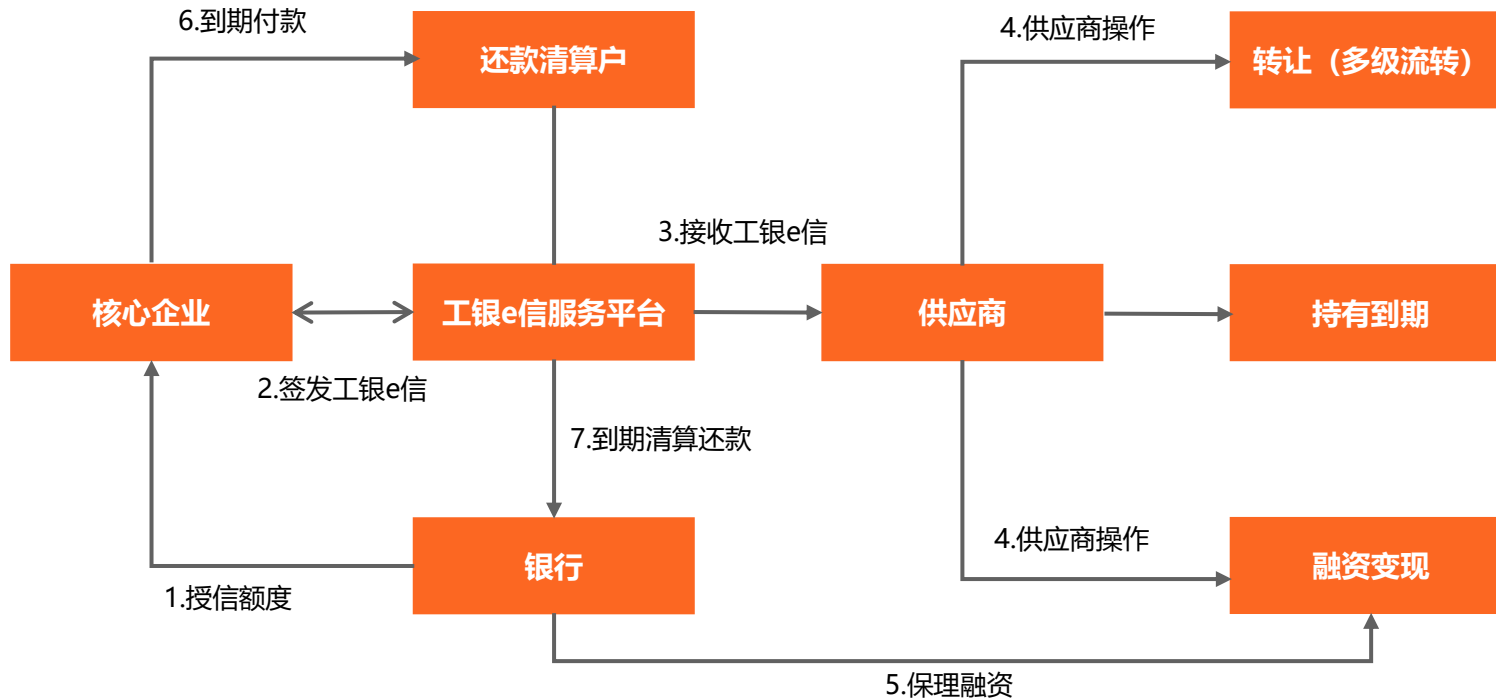 6.到期付款
还款清算户
4.供应商操作
转让（多级流转）
3.接收工银e信
核心企业
工银e信服务平台
供应商
持有到期
2.签发工银e信
7.到期清算还款
银行
4.供应商操作
融资变现
1.授信额度
5.保理融资